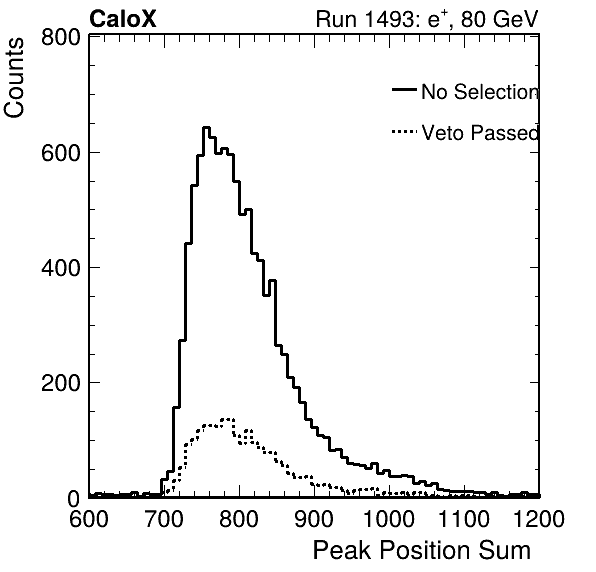 CaloX Run 1493: e⁺, 80 GeV
Counts
800
600
400
200
0
No Selection
Veto Passed
600 700 800 900 1000 1100 1200
Peak Position Sum